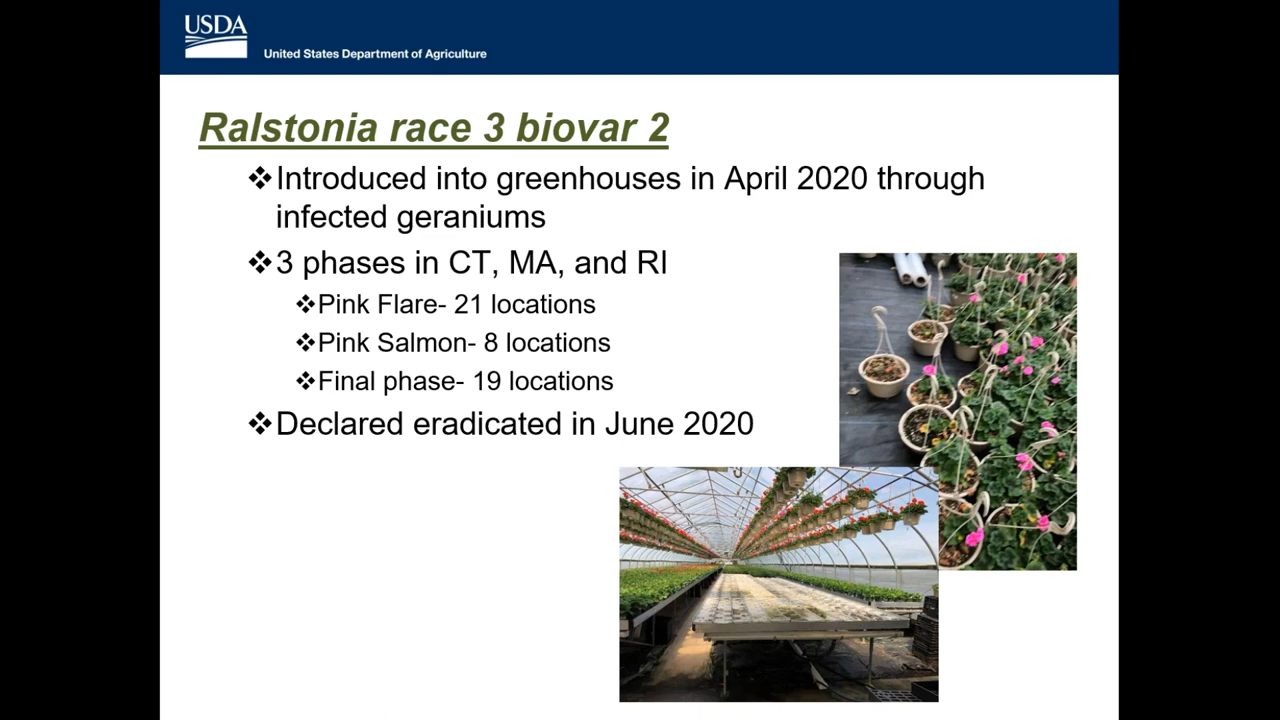 USDA
United States Department of Agriculture
Ralstonia race 3 biovar 2
❖Introduced into greenhouses in April 2020 through
infected geraniums
❖3 phases in CT, MA, and RI
❖Pink Flare- 21 locations
❖Pink Salmon- 8 locations
❖Final phase- 19 locations
❖Declared eradicated in June 2020